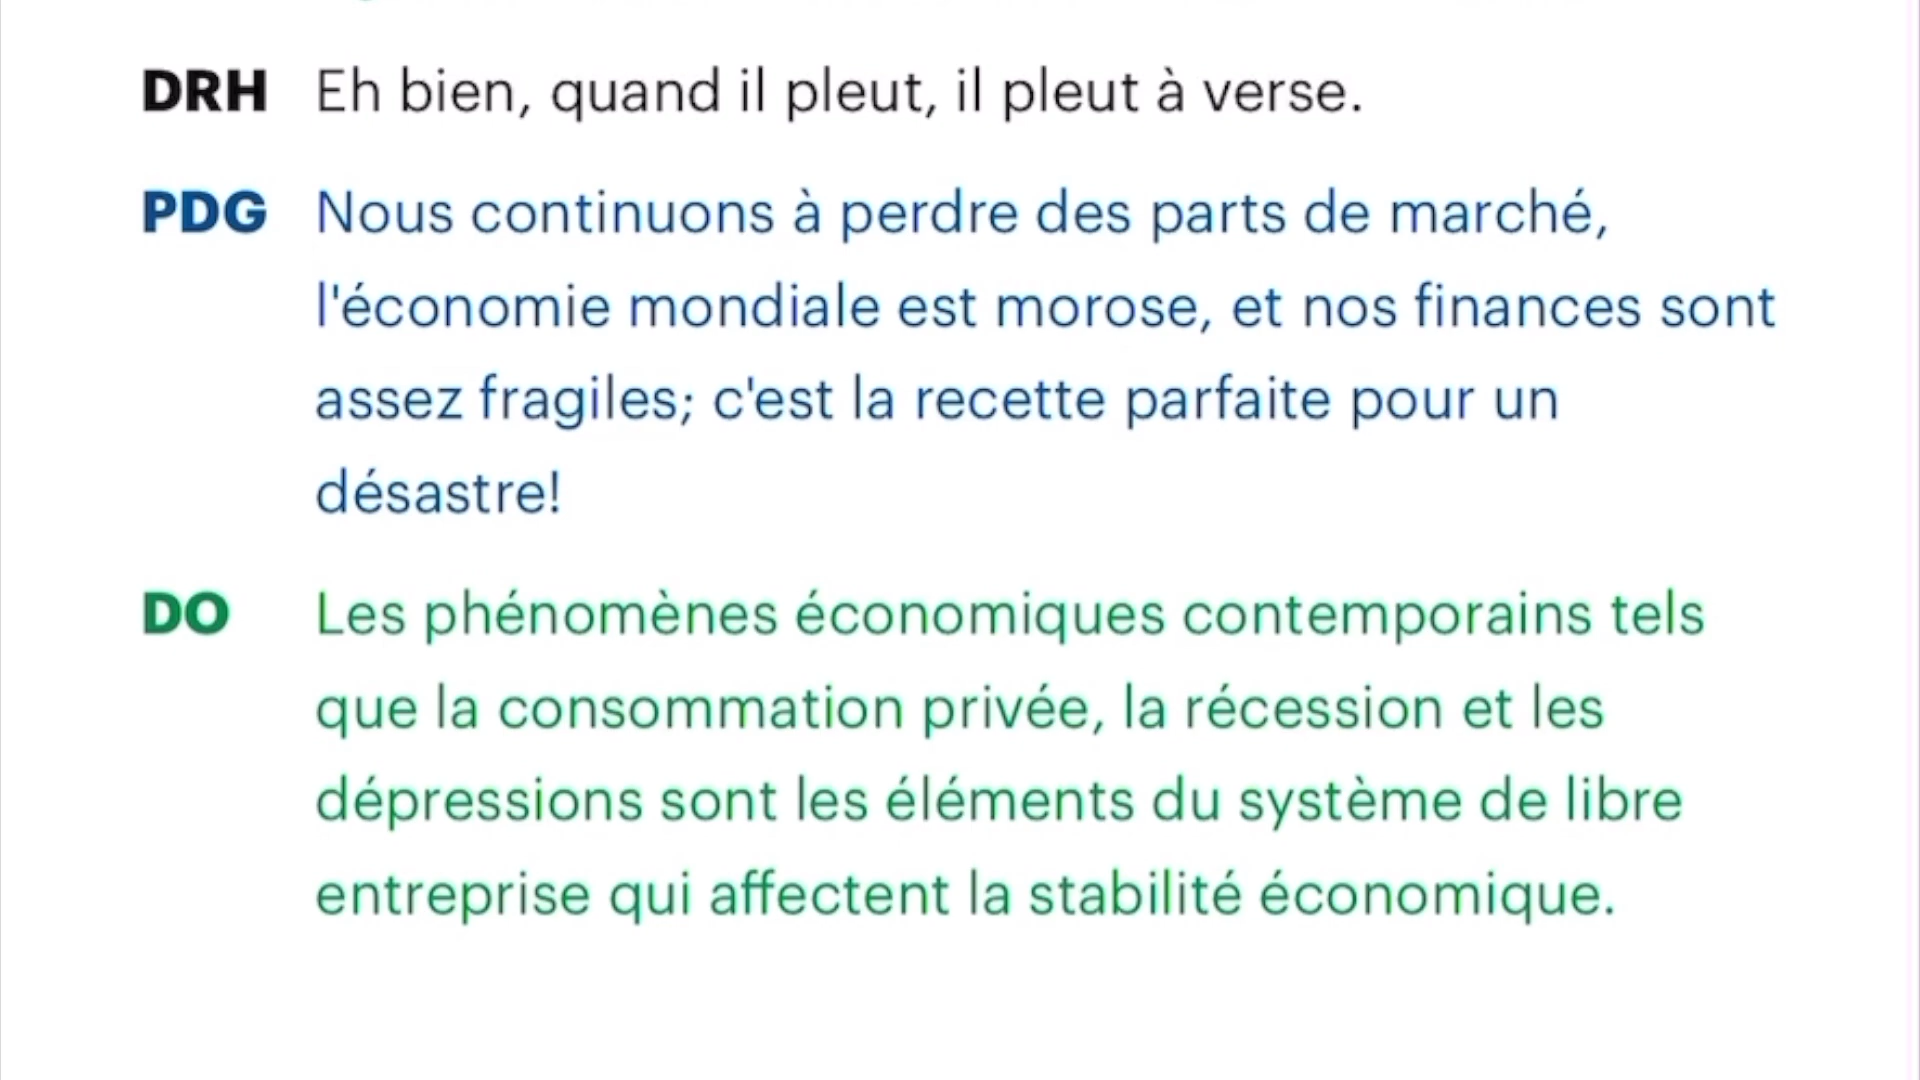 DRH Eh bien, quand il pleut, il pleut à verse.
PDG Nous continuons à perdre des parts de marché,
l'économie mondiale est morose, et nos finances sont
assez fragiles; c'est la recette parfaite pour un
désastre!
DO Les phénomènes économiques contemporains tels
que la consommation privée, la récession et les
dépressions sont les éléments du système de libre
entreprise qui affectent la stabilité économique.